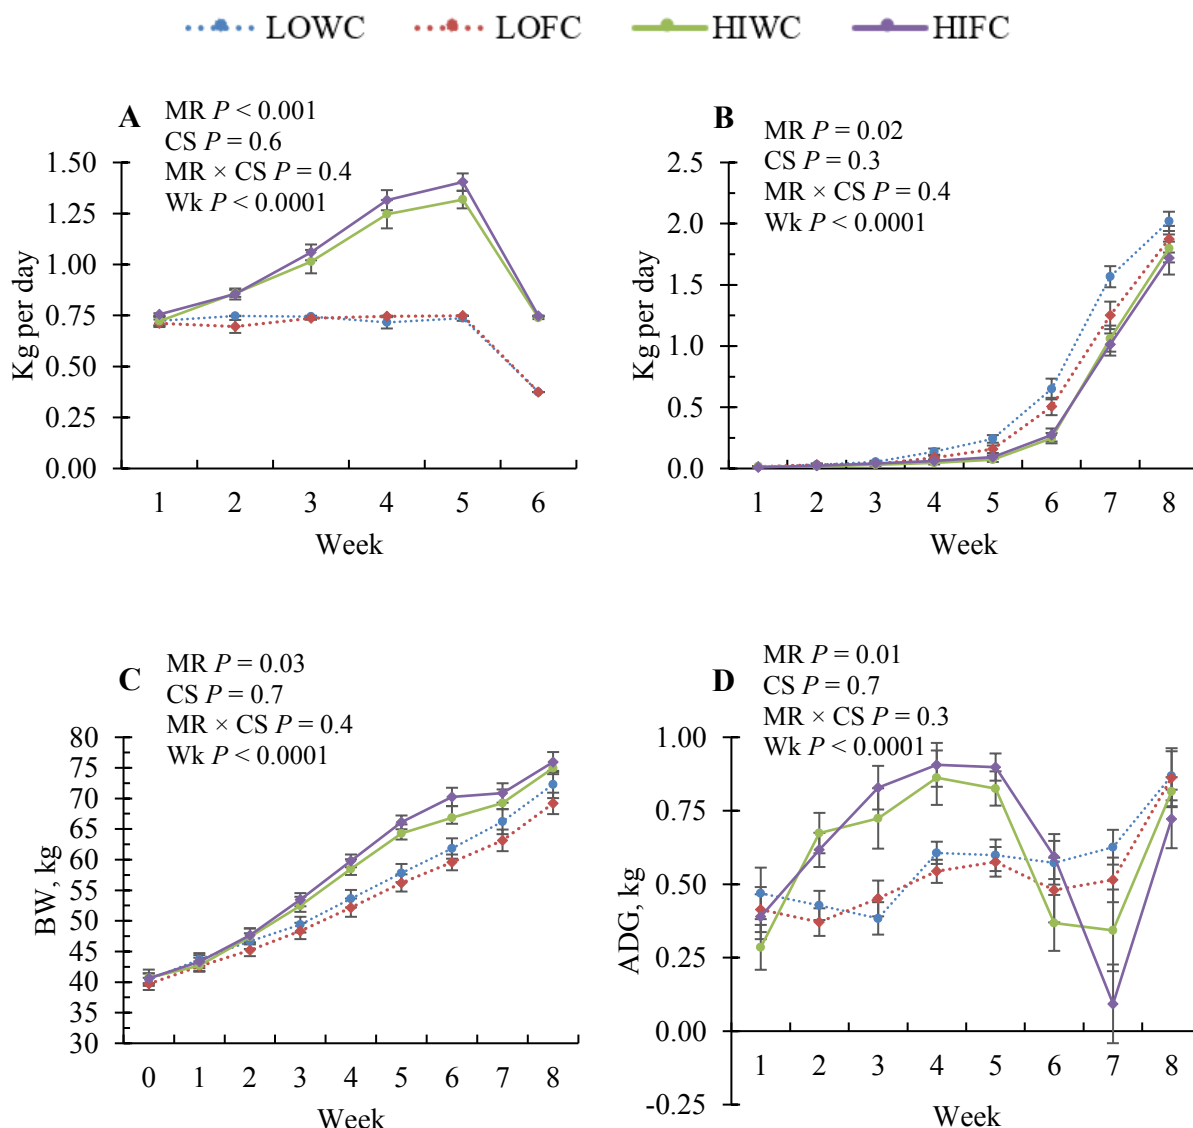 LOWC LOFC HIWC HIFC
A
MR P < 0.001
CS P = 0.6
MR × CS P = 0.4
Wk P < 0.0001
1.50
1.25
1.00
0.75
0.50
0.25
0.00
Kg per day
1 2 3 4 5 6
Week
B
MR P = 0.02
CS P = 0.3
MR × CS P = 0.4
Wk P < 0.0001
2.5
2.0
1.5
1.0
0.5
0.0
Kg per day
1 2 3 4 5 6 7 8
Week
C
MR P = 0.03
CS P = 0.7
MR × CS P = 0.4
Wk P < 0.0001
80
75
70
65
60
55
50
45
40
35
30
BW, kg
0 1 2 3 4 5 6 7 8
Week
D
MR P = 0.01
CS P = 0.7
MR × CS P = 0.3
Wk P < 0.0001
1.00
0.75
0.50
0.25
0.00
-0.25
ADG, kg
1 2 3 4 5 6 7 8
Week